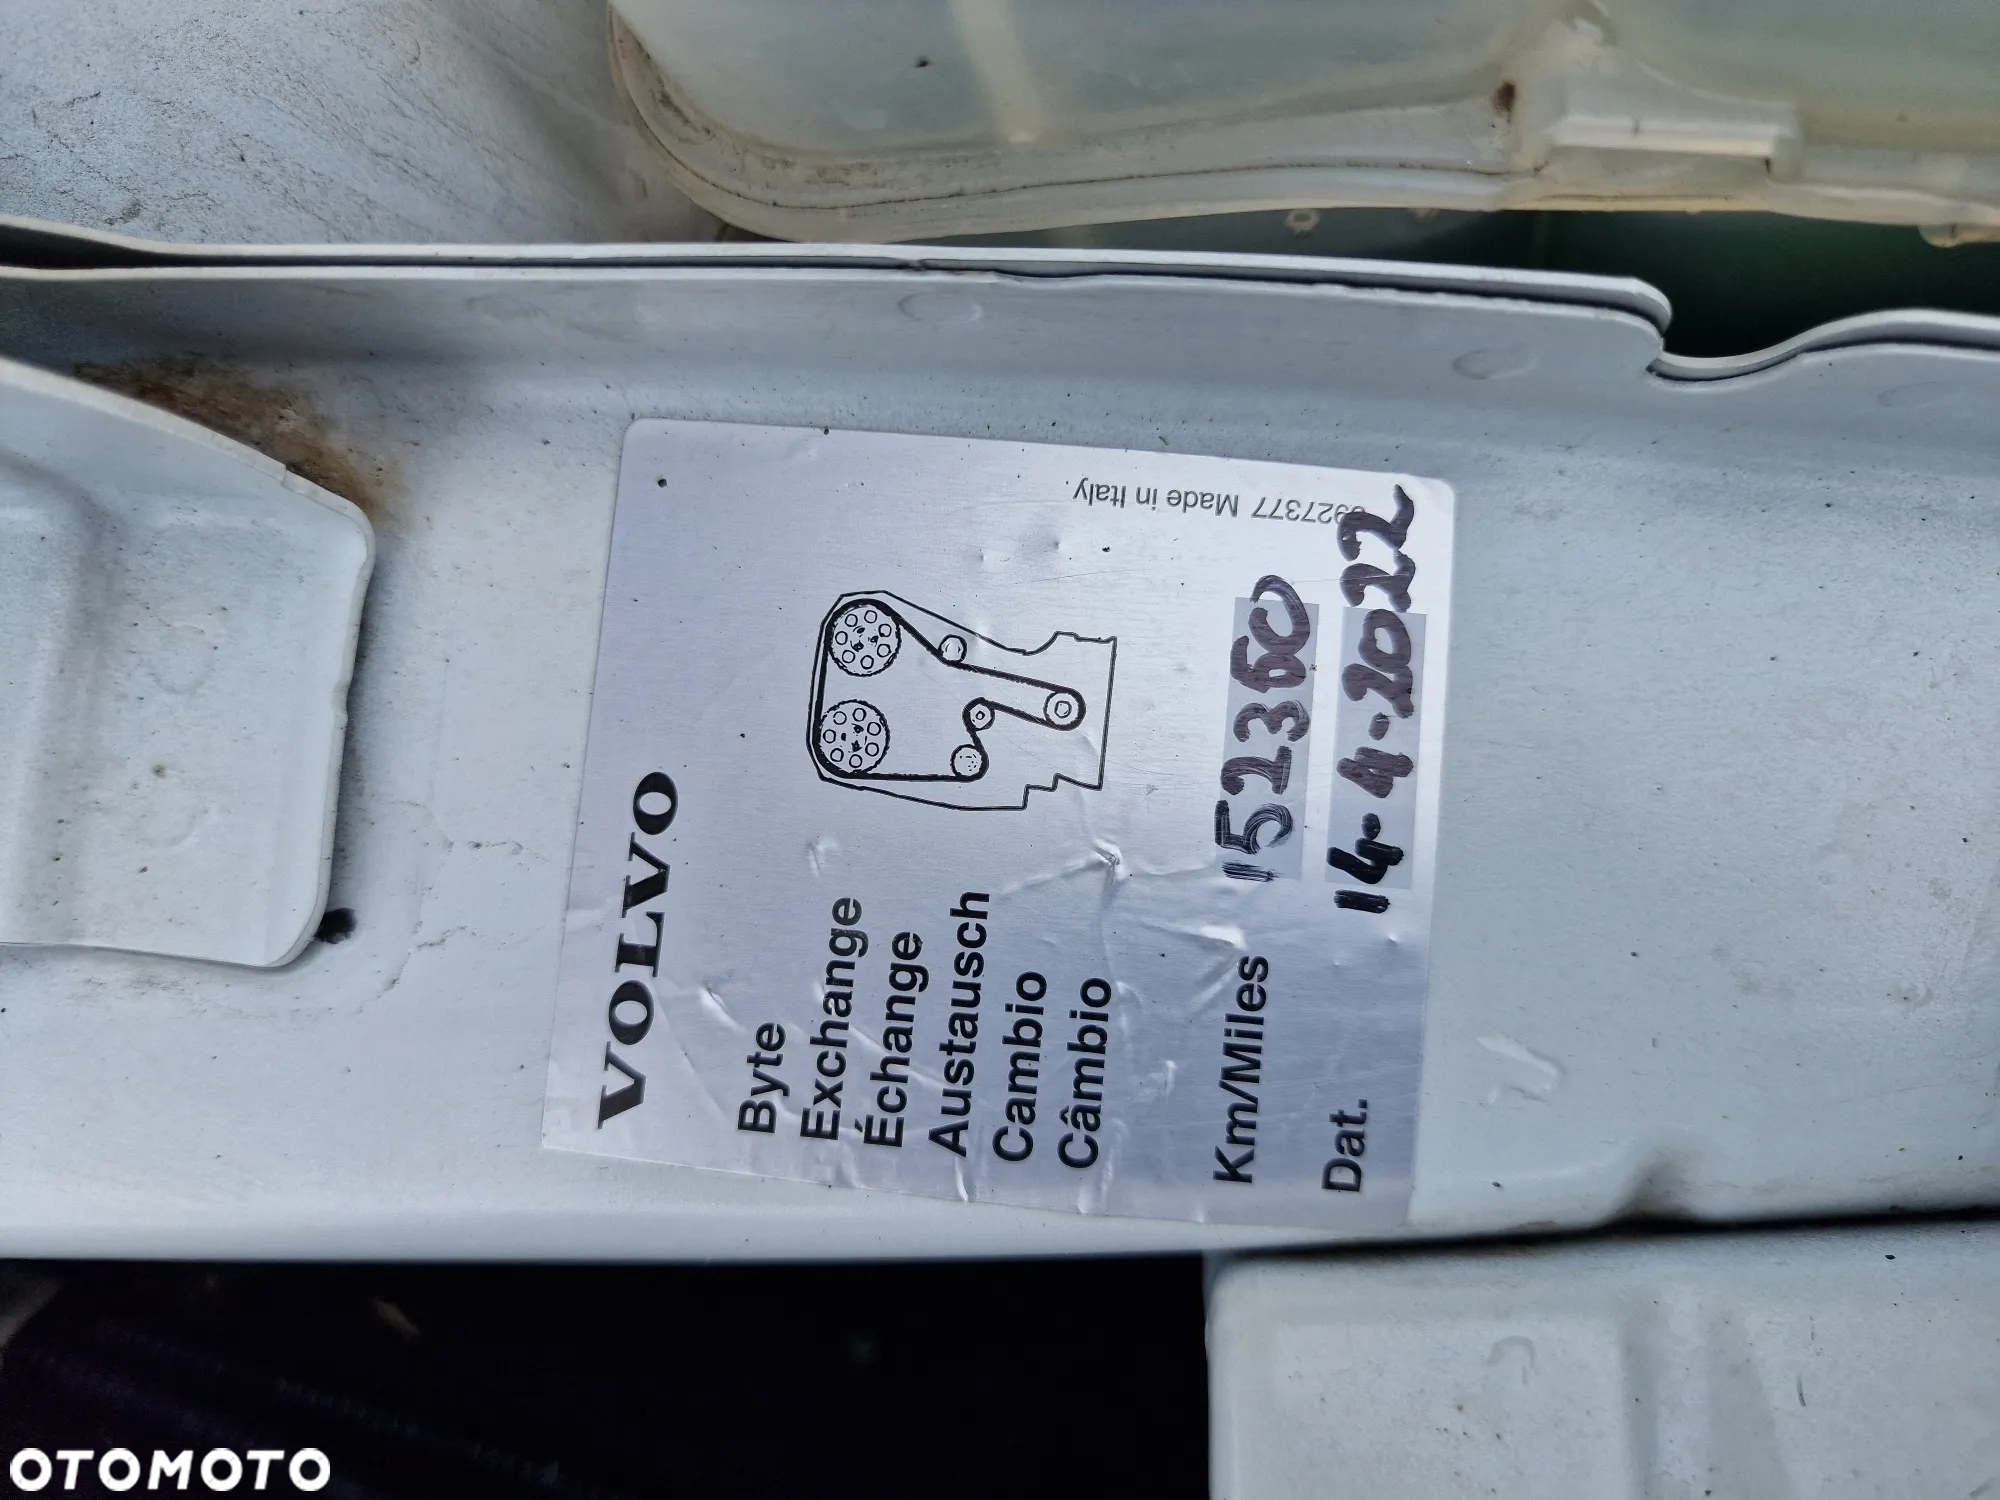 VOLVO
Byte
Exchange
Échange
Austausch
Cambio
Câmbio
Km/Miles 152360
Dat. 14-4-2022
Made in Italy
OTOMOTO